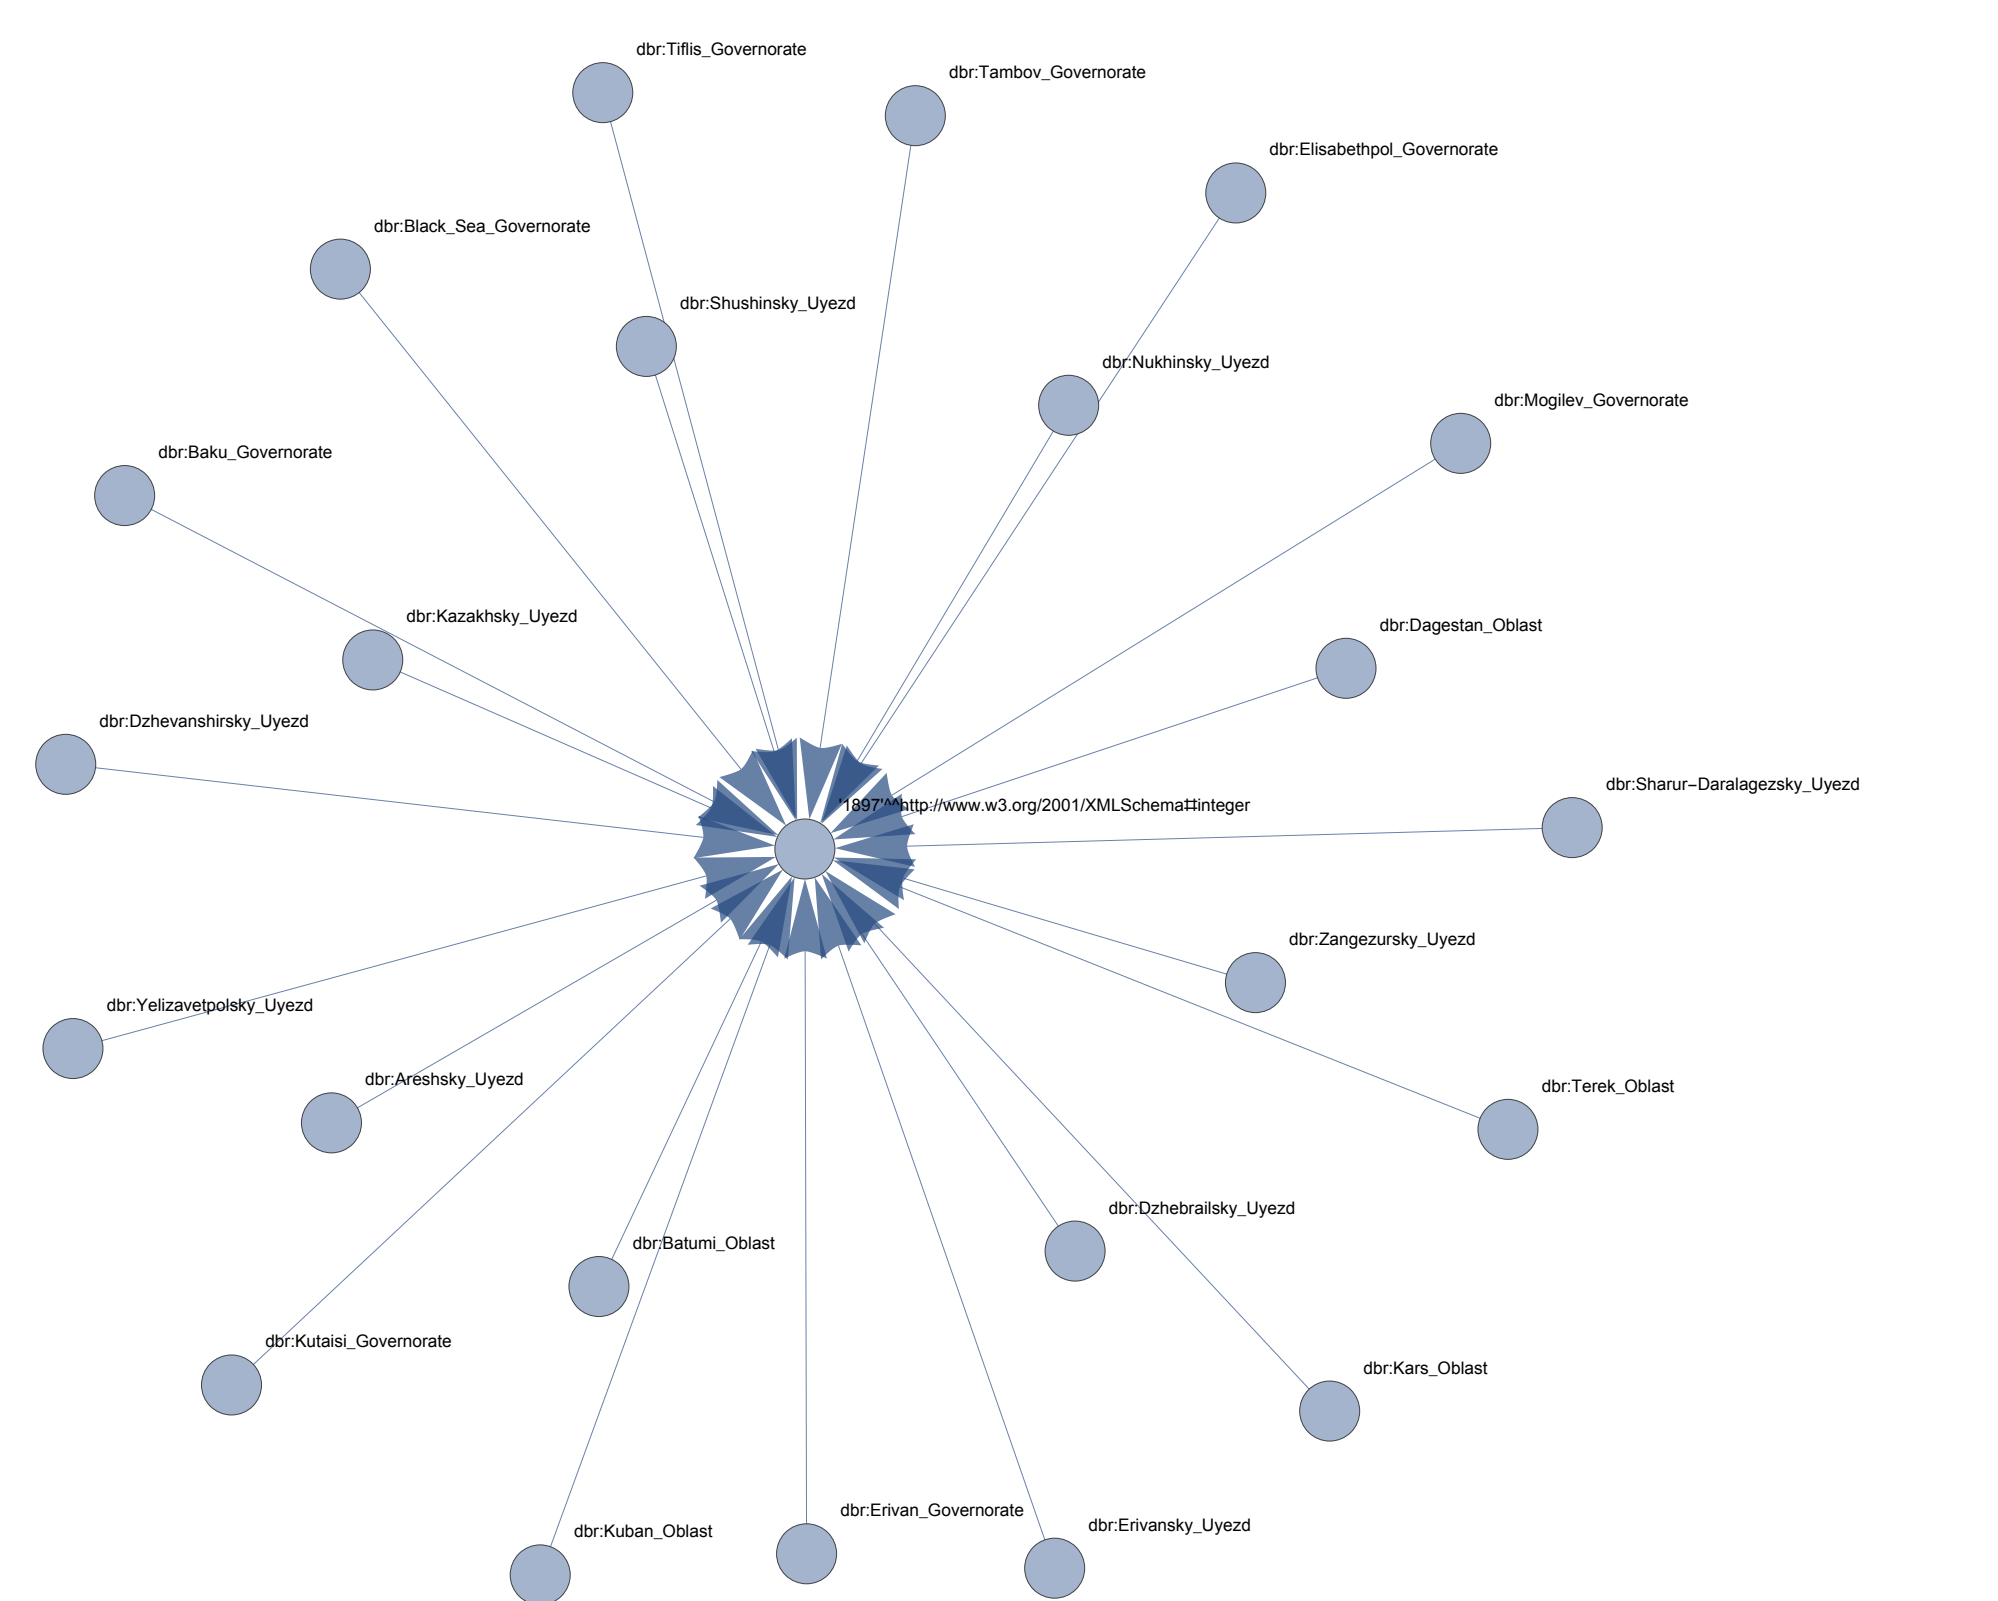 dbr:Tiflis_Governorate
dbr:Tambov_Governorate
dbr:Elisabethpol_Governorate
dbr:Black_Sea_Governorate
dbr:Shushinsky_Uyezd
dbr:Nukhinsky_Uyezd
dbr:Mogilev_Governorate
dbr:Baku_Governorate
dbr:Kazakhsky_Uyezd
dbr:Dagestan_Oblast
dbr:Dzhevanshirsky_Uyezd
dbr:Sharur–Daralagezsky_Uyezd
'1897'^^http://www.w3.org/2001/XMLSchema#integer
dbr:Zangezursky_Uyezd
dbr:Yelizavetpolsky_Uyezd
dbr:Areshsky_Uyezd
dbr:Terek_Oblast
dbr:Dzhebrailsky_Uyezd
dbr:Batumi_Oblast
dbr:Kutaisi_Governorate
dbr:Kars_Oblast
dbr:Erivan_Governorate
dbr:Erivansky_Uyezd
dbr:Kuban_Oblast